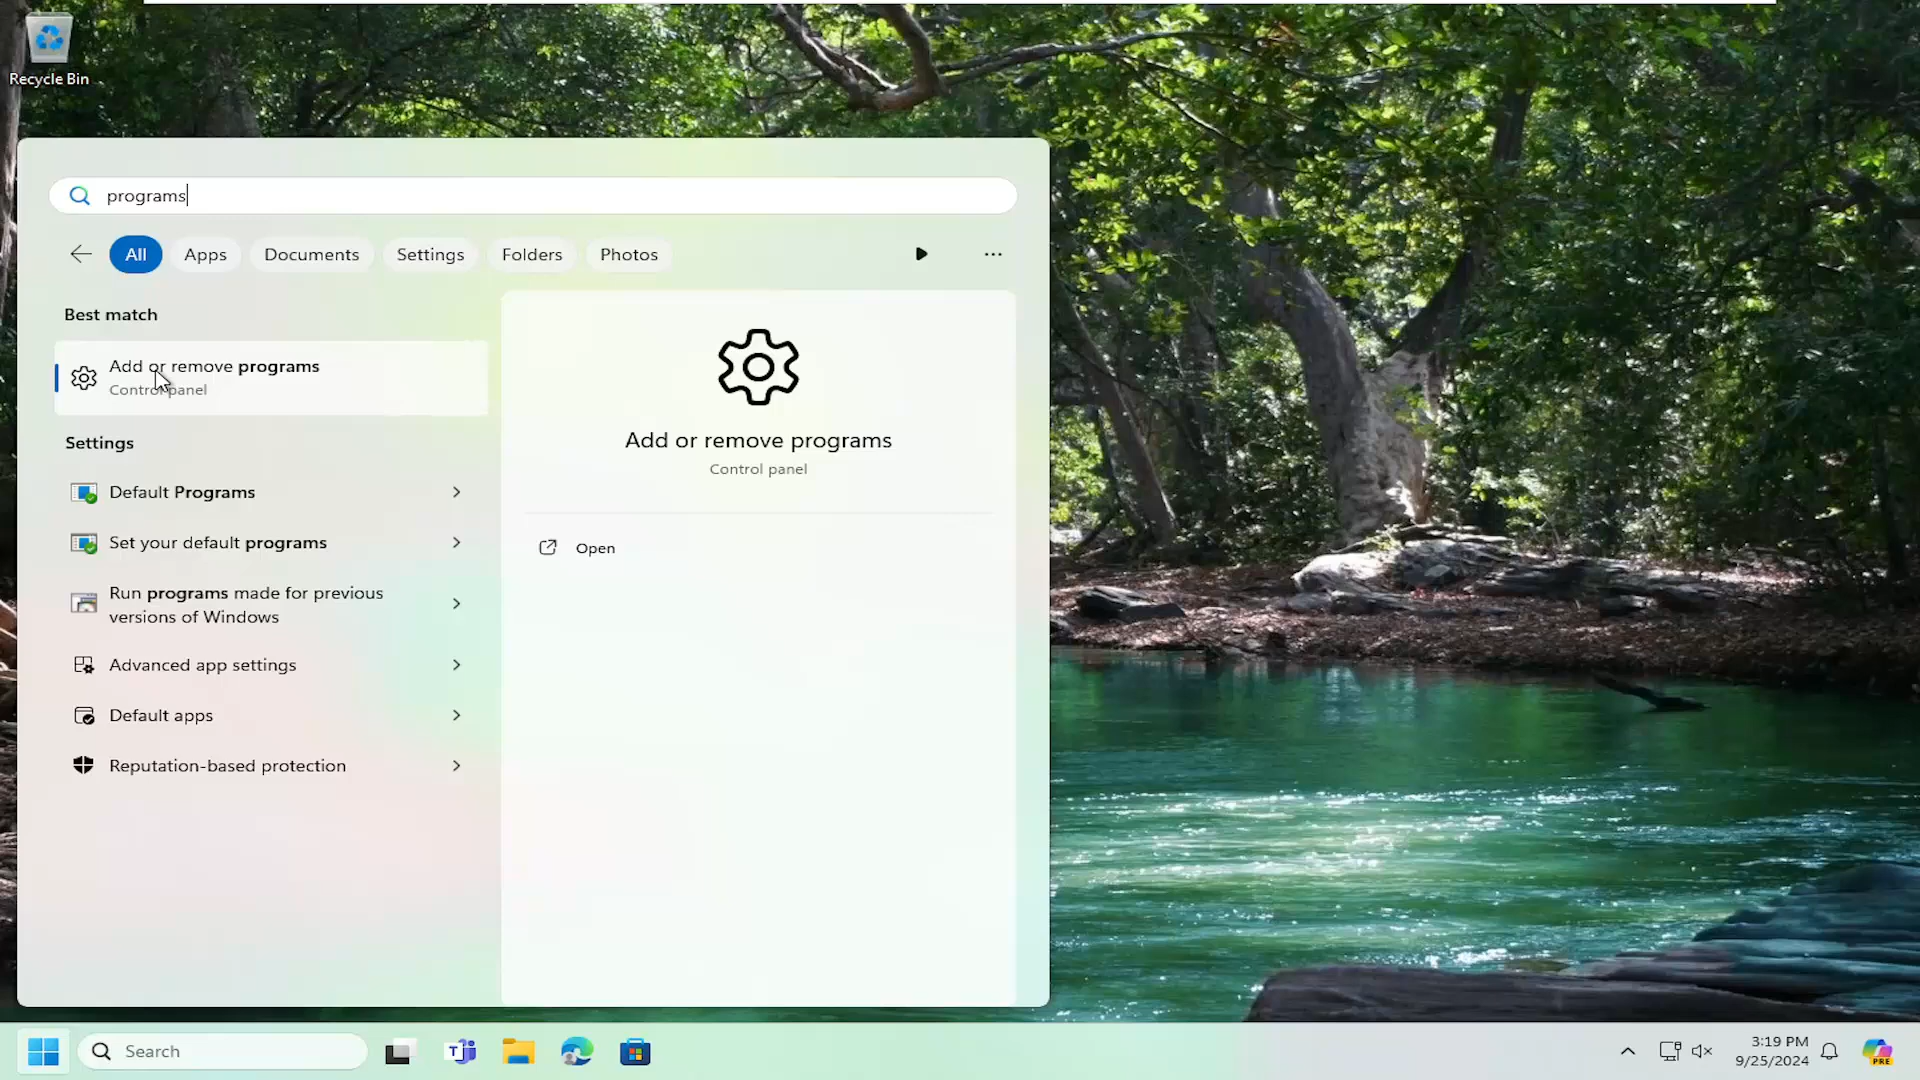 Recycle Bin
programs
All
Apps
Documents
Settings
Folders
Photos
Best match
Add or remove programs
Control panel
Settings
Default Programs
Set your default programs
Run programs made for previous
versions of Windows
Advanced app settings
Default apps
Reputation-based protection
Add or remove programs
Control panel
Open
Search
T
3:19 PM
9/25/2024
PRE